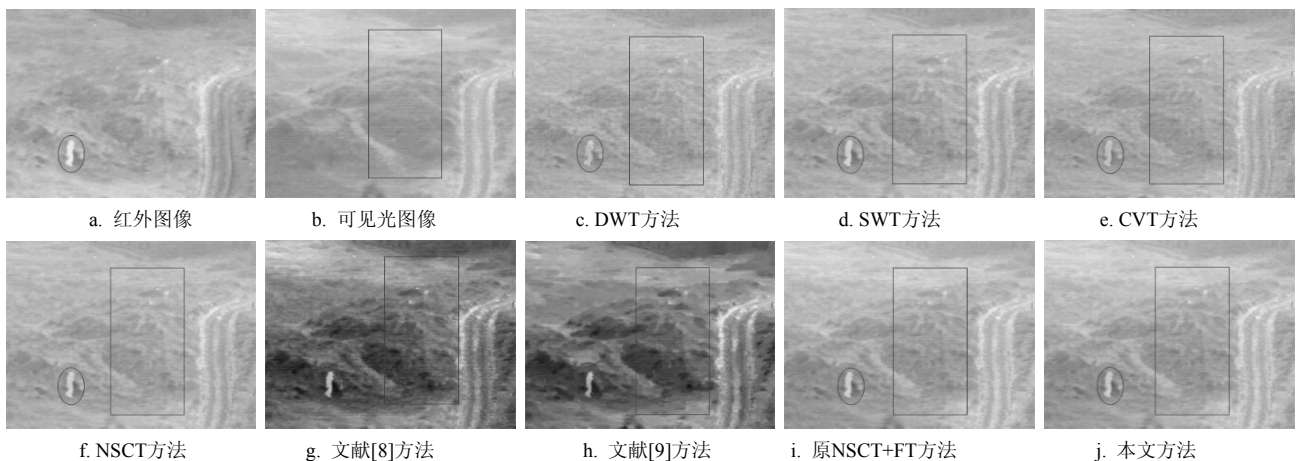 a. 红外图像
b. 可见光图像
c. DWT方法
d. SWT方法
e. CVT方法
f. NSCT方法
g. 文献[8]方法
h. 文献[9]方法
i. 原NSCT+FT方法
j. 本文方法